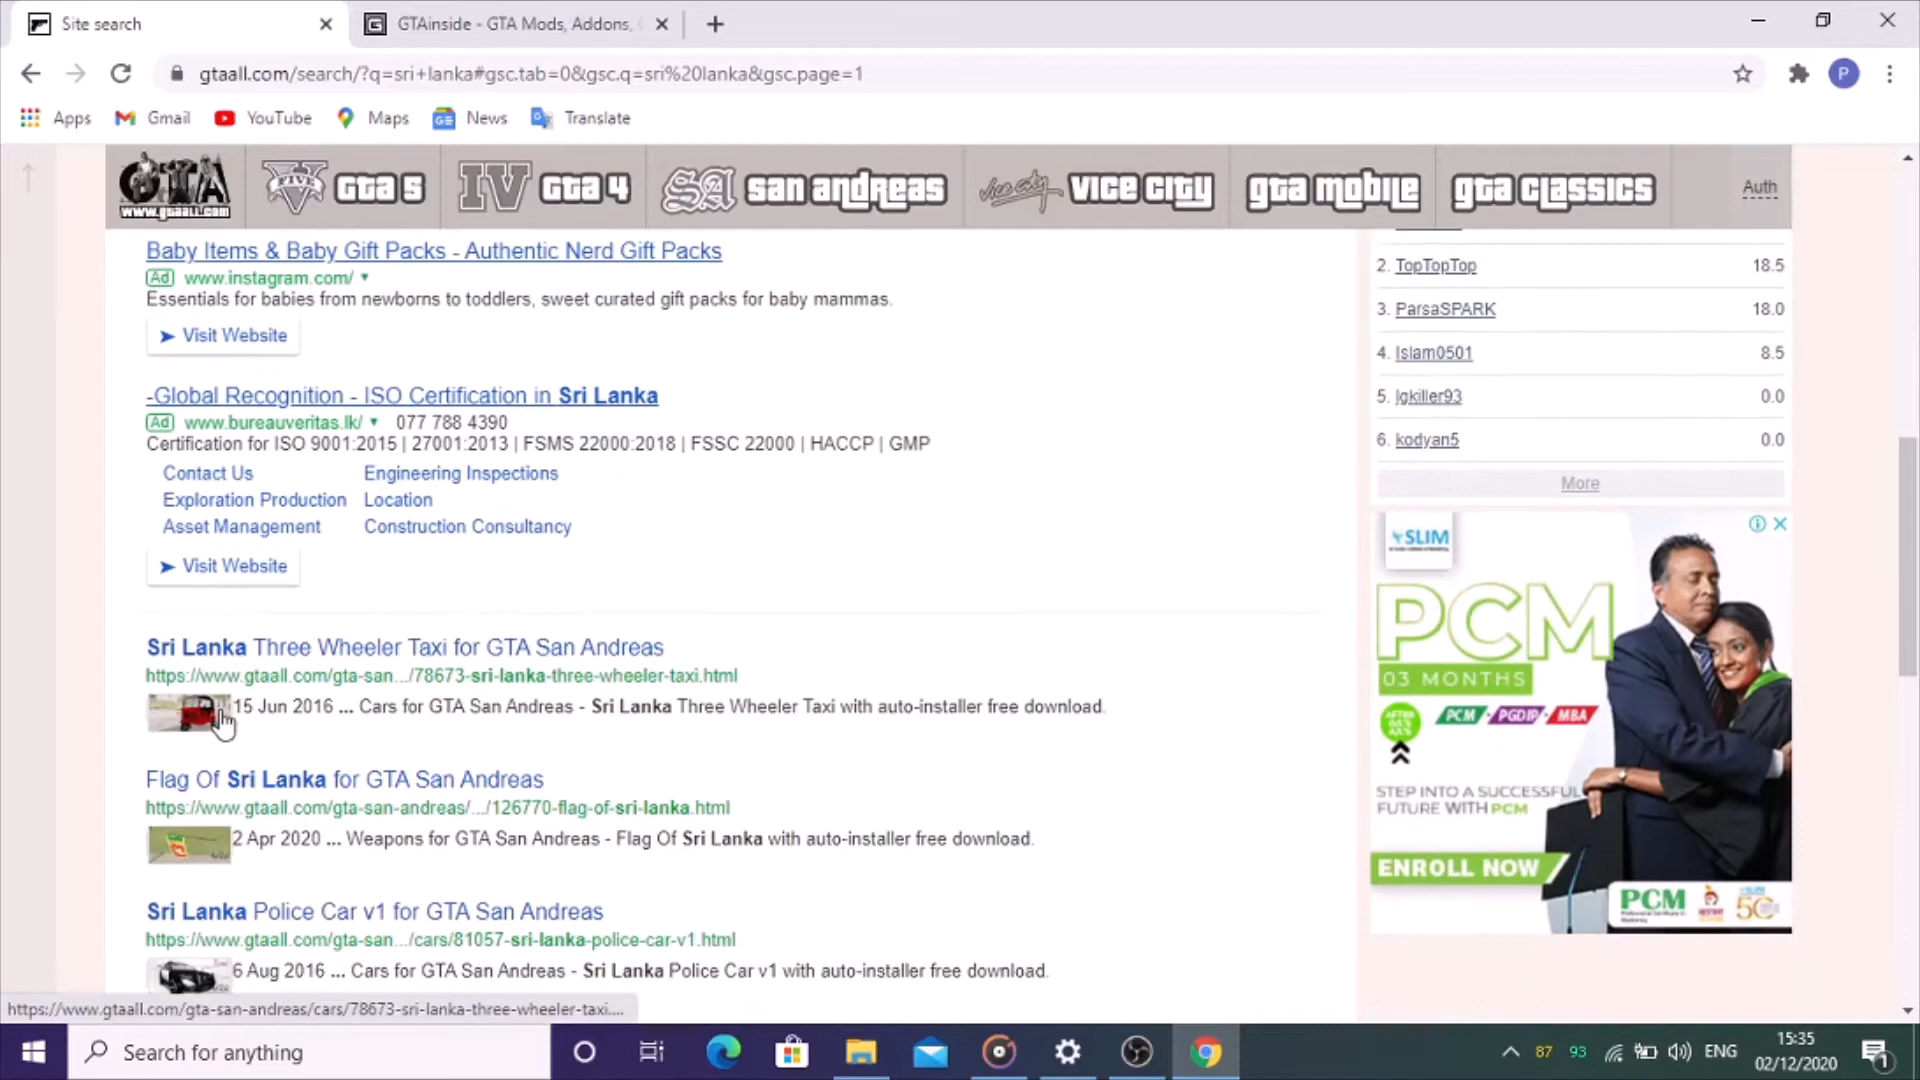 Site search
GTAinside - GTA Mods, Addons,
gtaall.com/search/?q=sri+lanka#gsc.tab=0&gsc.q=sri%20lanka&gsc.page=1
P
Apps Gmail YouTube Maps News Translate
GTA
www.gtaall.com
V FIVE GTA 5
IV GTA 4
SA San Andreas
Vice City Vice City
GTA Mobile
GTA Classics
Auth
Baby Items & Baby Gift Packs - Authentic Nerd Gift Packs
Ad www.instagram.com/
Essentials for babies from newborns to toddlers, sweet curated gift packs for baby mammas.
Visit Website
-Global Recognition - ISO Certification in Sri Lanka
Ad www.bureauveritas.lk/ 077 788 4390
Certification for ISO 9001:2015 | 27001:2013 | FSMS 22000:2018 | FSSC 22000 | HACCP | GMP
Contact Us Engineering Inspections
Exploration Production Location
Asset Management Construction Consultancy
Visit Website
Sri Lanka Three Wheeler Taxi for GTA San Andreas
https://www.gtaall.com/gta-san.../78673-sri-lanka-three-wheeler-taxi.html
15 Jun 2016 ... Cars for GTA San Andreas - Sri Lanka Three Wheeler Taxi with auto-installer free download.
Flag Of Sri Lanka for GTA San Andreas
https://www.gtaall.com/gta-san-andreas/.../126770-flag-of-sri-lanka.html
2 Apr 2020 ... Weapons for GTA San Andreas - Flag Of Sri Lanka with auto-installer free download.
Sri Lanka Police Car v1 for GTA San Andreas
https://www.gtaall.com/gta-san.../cars/81057-sri-lanka-police-car-v1.html
6 Aug 2016 ... Cars for GTA San Andreas - Sri Lanka Police Car v1 with auto-installer free download.
2. TopTopTop 18.5
3. ParsaSPARK 18.0
4. Islam0501 8.5
5. lgkiller93 0.0
6. kodyan5 0.0
More
SLIM
PCM
03 MONTHS
AFTER
PCM PGDIP MBA
STEP INTO A SUCCESSFUL
FUTURE WITH PCM
ENROLL NOW
PCM
SLIM
50
https://www.gtaall.com/gta-san-andreas/cars/78673-sri-lanka-three-wheeler-taxi....
Search for anything
87 93 ENG
15:35
02/12/2020
1